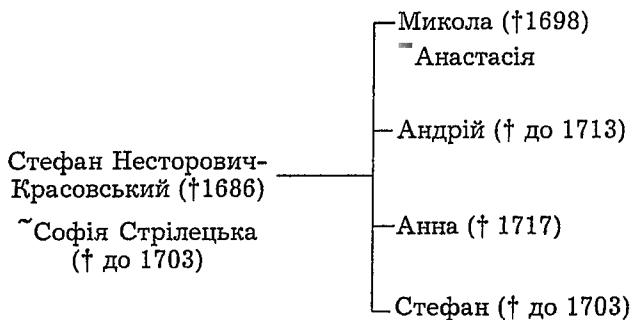 Микола (†1698)
~Анастасія
Андрій († до 1713)
Стефан Несторович-
Красовський (†1686)
~Софія Стрілецька
(† до 1703)
Анна († 1717)
Стефан († до 1703)